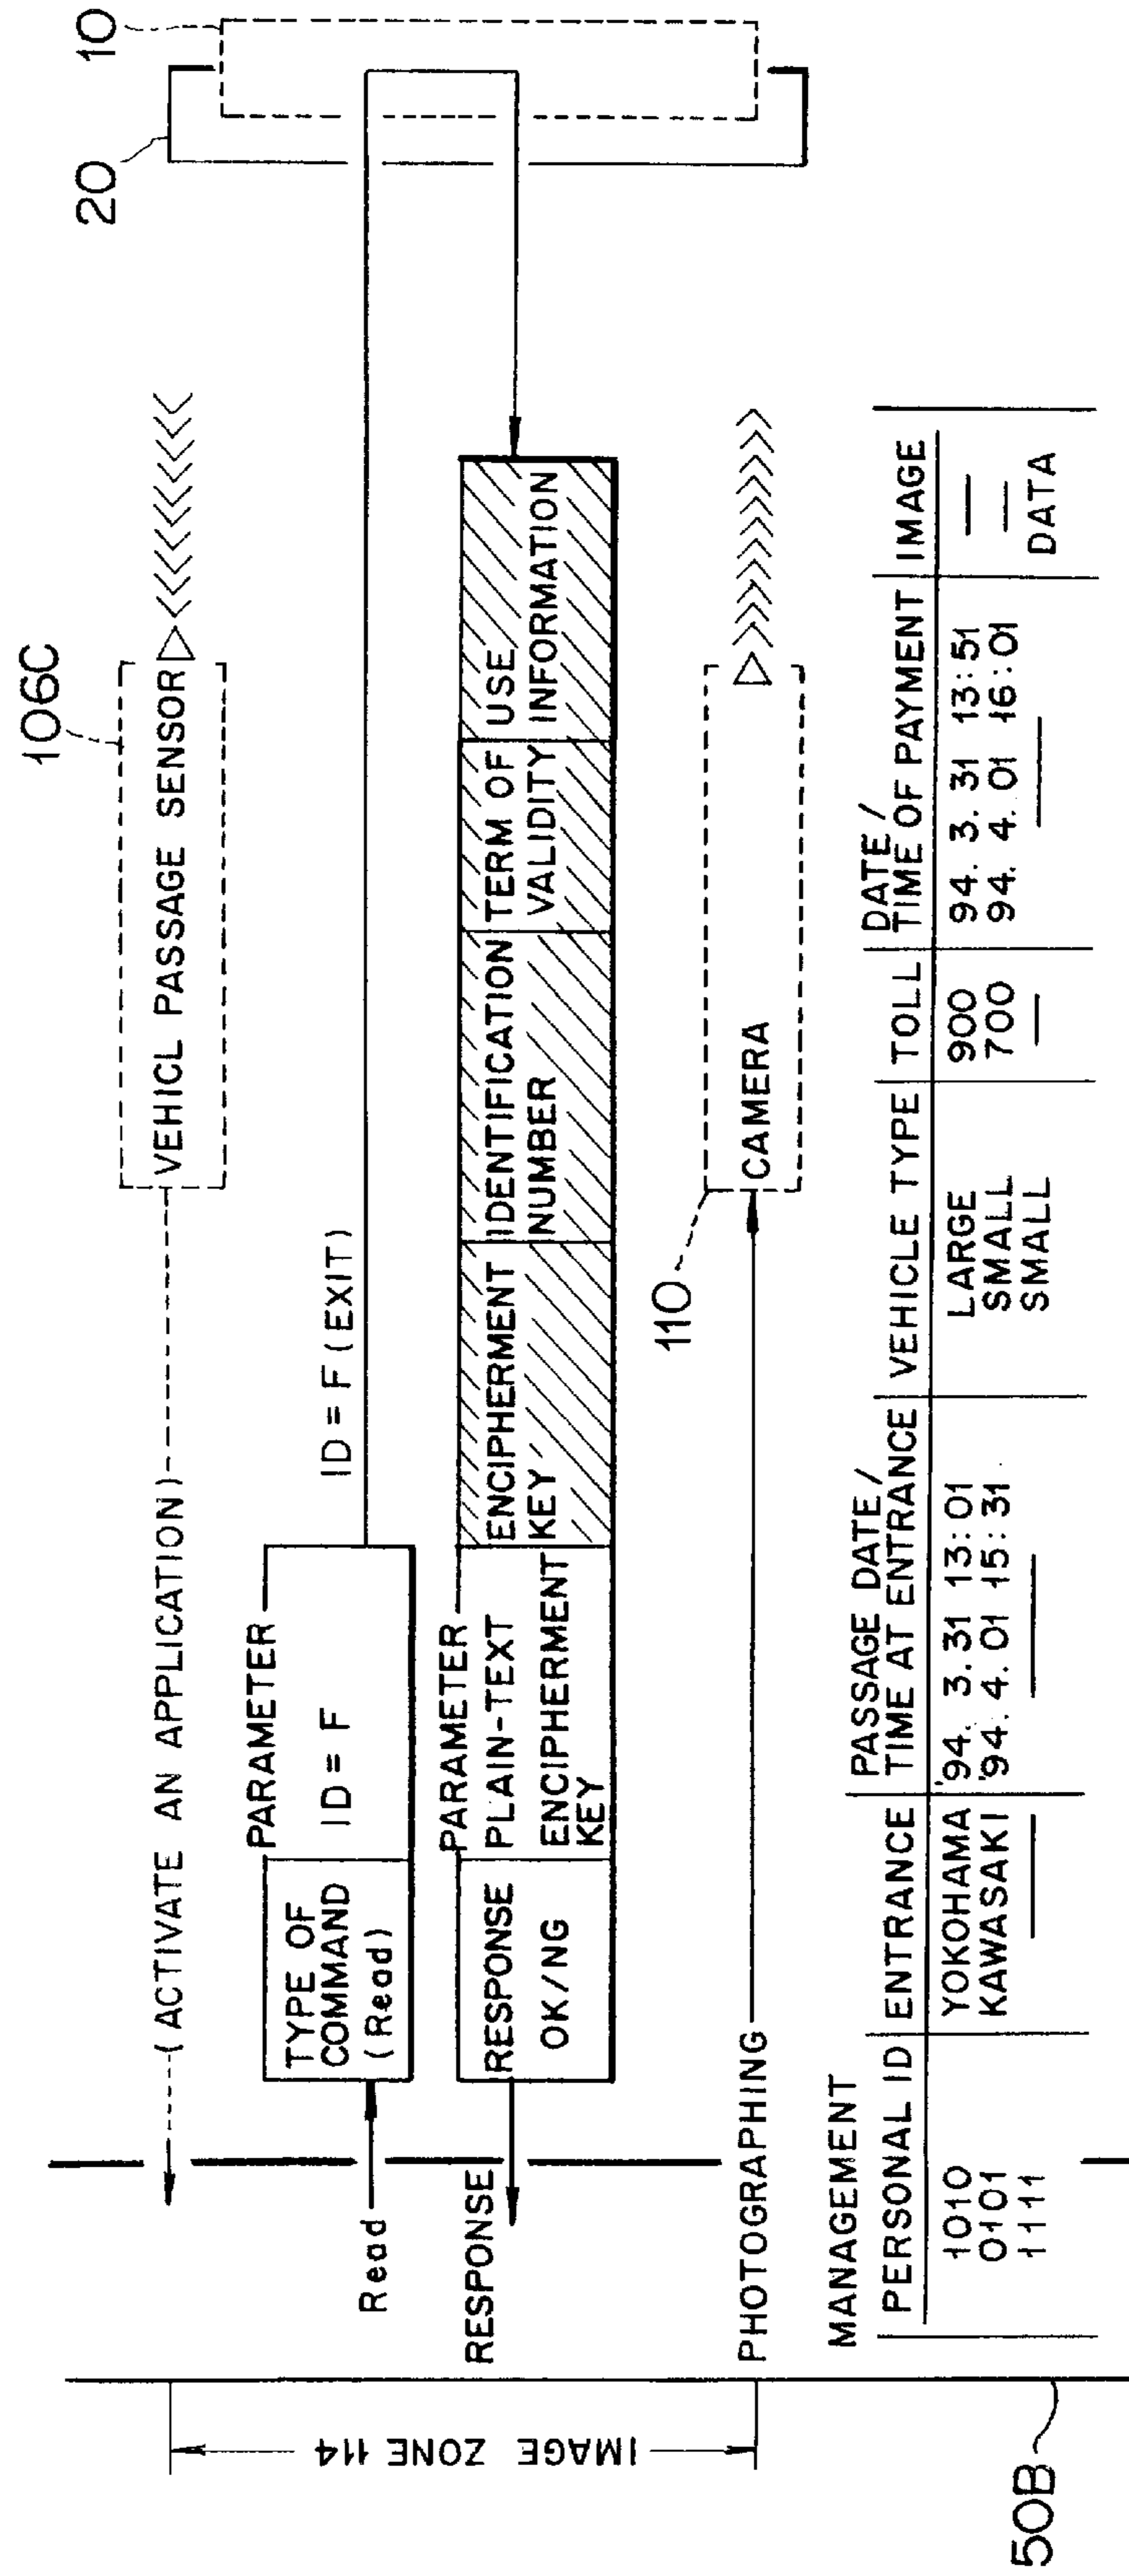 106C
20
10
VEHICL PASSAGE SENSOR
(ACTIVATE AN APPLICATION)
PARAMETER
TYPE OF
COMMAND
(Read)
ID = F
ID = F (EXIT)
Read
PARAMETER
RESPONSE
OK/NG
PLAIN-TEXT
ENCIPHERMENT
KEY
ENCIPHERMENT
KEY
IDENTIFICATION
NUMBER
TERM OF
VALIDITY
USE
INFORMATION
RESPONSE
IMAGE ZONE 114
110
PHOTOGRAPHING
CAMERA
MANAGEMENT
PERSONAL ID ENTRANCE PASSAGE DATE/ TIME AT ENTRANCE VEHICLE TYPE TOLL DATE/ TIME OF PAYMENT IMAGE
1010 YOKOHAMA '94. 3. 31 13:01 LARGE 900 94. 3. 31 13:51 —
0101 KAWASAKI '94. 4. 01 15:31 SMALL 700 94. 4. 01 16:01 —
1111 — — SMALL — — DATA
50B